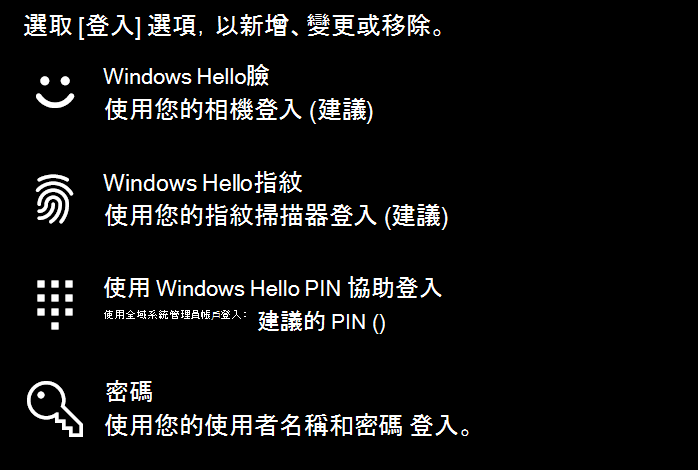 選取 [登入] 選項，以新增、變更或移除。
Windows Hello臉
使用您的相機登入 (建議)
Windows Hello指紋
使用您的指紋掃描器登入 (建議)
使用 Windows Hello PIN 協助登入
使用全域系統管理員帳戶登入： 建議的 PIN ()
密碼
使用您的使用者名稱和密碼 登入。